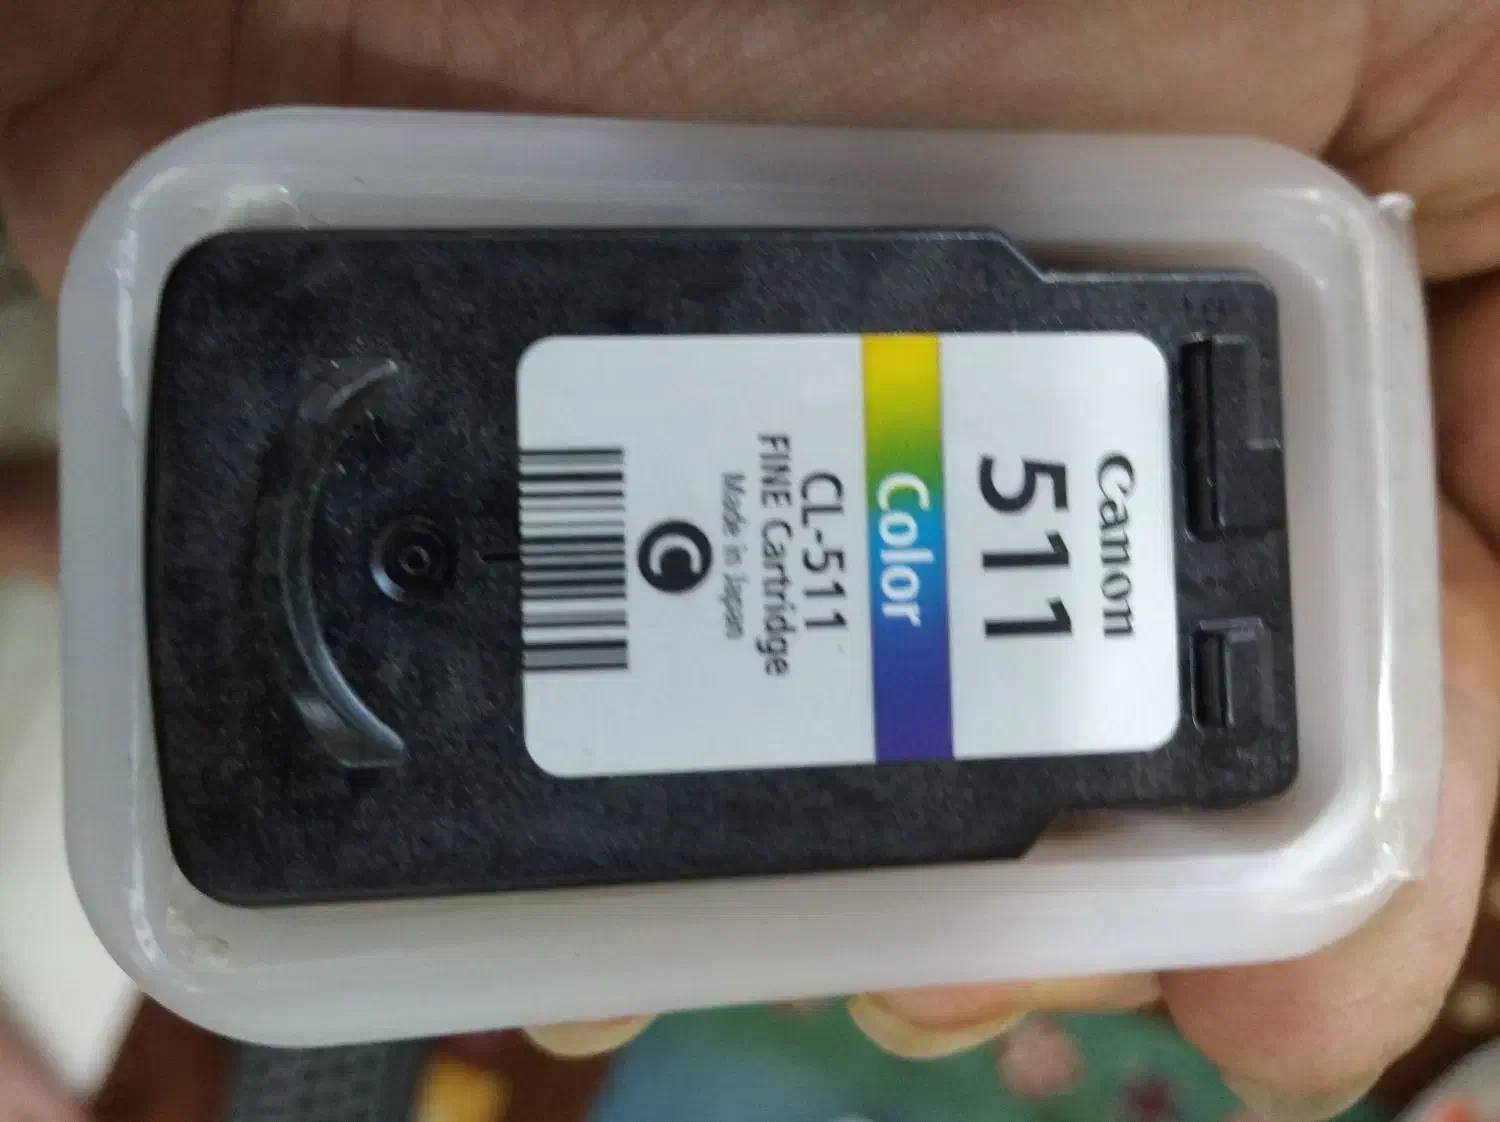 Canon
511
Color
CL-511
FINE Cartridge
Made in Japan
C